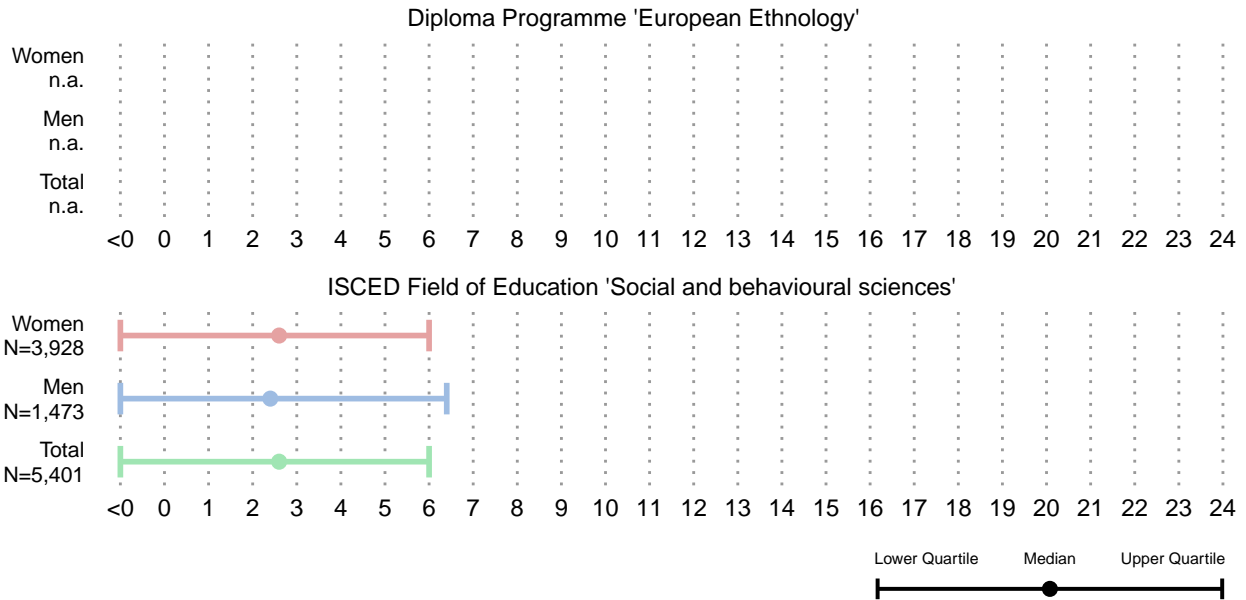 Diploma Programme 'European Ethnology'
Women
n.a.
Men
n.a.
Total
n.a.
<0 0 1 2 3 4 5 6 7 8 9 10 11 12 13 14 15 16 17 18 19 20 21 22 23 24
ISCED Field of Education 'Social and behavioural sciences'
Women
N=3,928
Men
N=1,473
Total
N=5,401
<0 0 1 2 3 4 5 6 7 8 9 10 11 12 13 14 15 16 17 18 19 20 21 22 23 24
Lower Quartile Median Upper Quartile